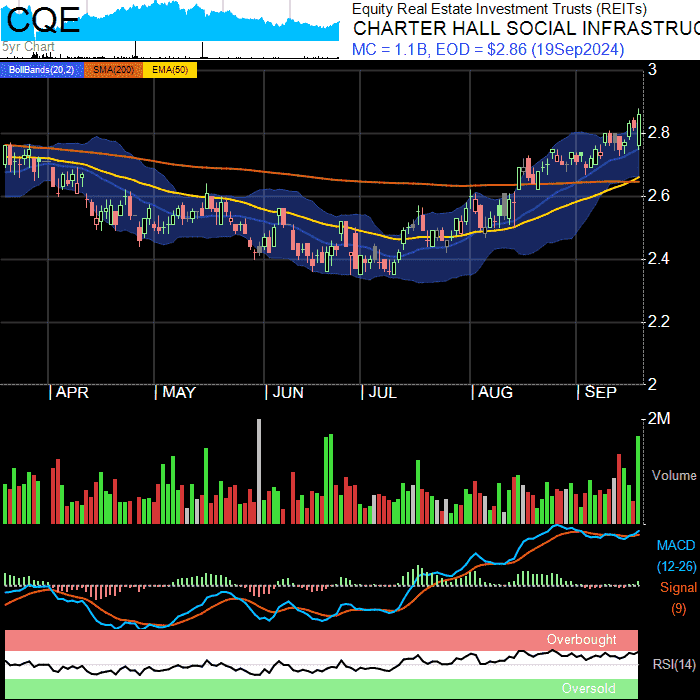 CQE
5yr Chart
Equity Real Estate Investment Trusts (REITs)
CHARTER HALL SOCIAL INFRASTRUC
MC = 1.1B, EOD = $2.86 (19Sep2024)
BollBands(20,2) SMA(200) EMA(50)
3
2.8
2.6
2.4
2.2
2
APR MAY JUN JUL AUG SEP
2M
Volume
MACD
(12-26)
Signal
(9)
Overbought
RSI(14)
Oversold